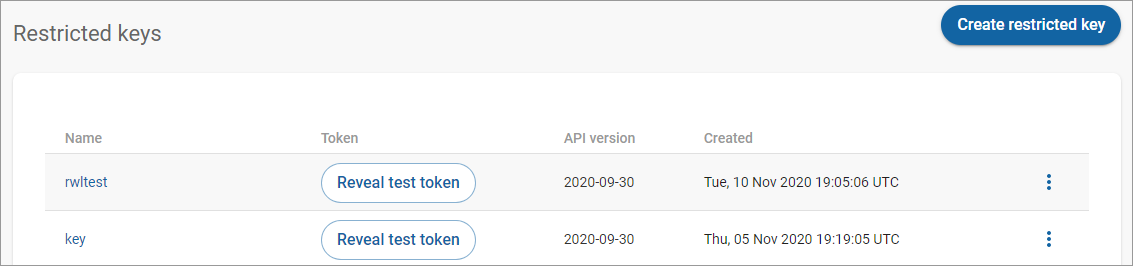 Restricted keys
Create restricted key
Name Token API version Created
rwltest Reveal test token 2020-09-30 Tue, 10 Nov 2020 19:05:06 UTC
key Reveal test token 2020-09-30 Thu, 05 Nov 2020 19:19:05 UTC